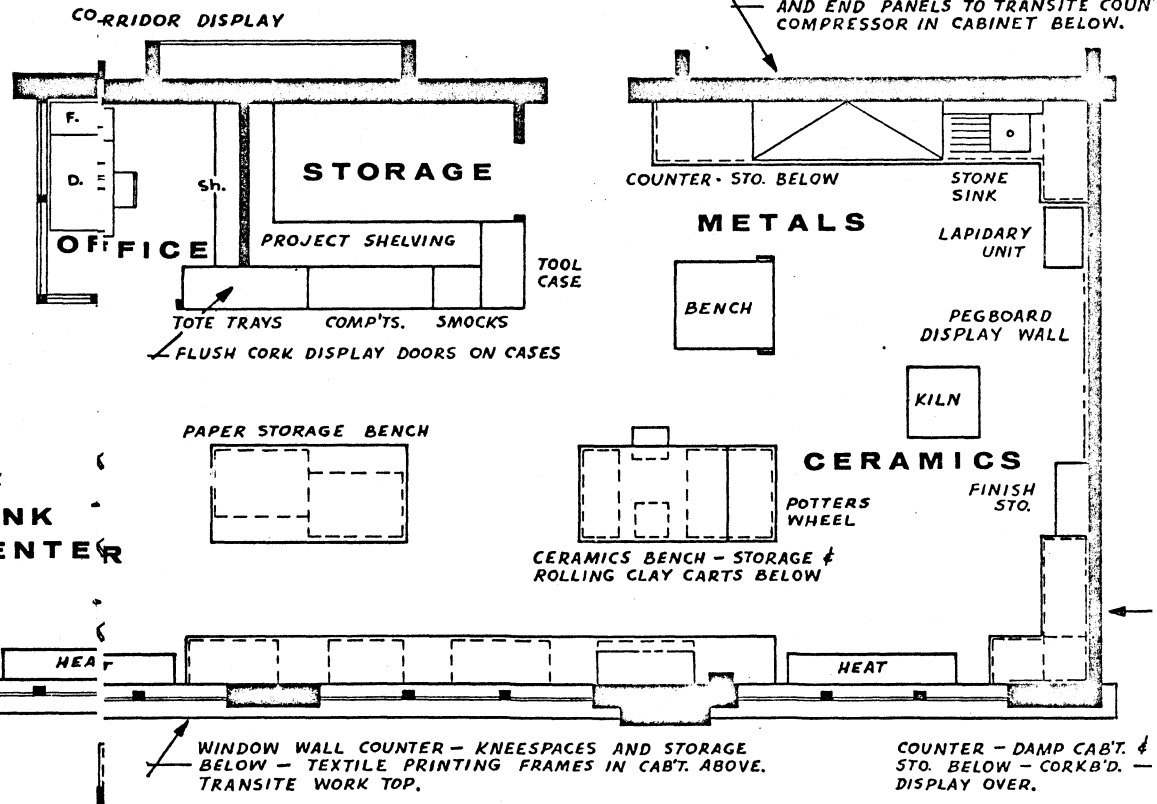 CORRIDOR DISPLAY
AND END PANELS TO TRANSITE
COMPRESSOR IN CABINET BELOW.
F.
D.
Sh.
OFFICE
STORAGE
PROJECT SHELVING
TOOL
CASE
TOTE TRAYS COMP'TS. SMOCKS
FLUSH CORK DISPLAY DOORS ON CASES
COUNTER - STO. BELOW
STONE
SINK
METALS
LAPIDARY
UNIT
BENCH
PEGBOARD
DISPLAY WALL
KILN
PAPER STORAGE BENCH
CERAMICS
FINISH
STO.
POTTERS
WHEEL
CERAMICS BENCH - STORAGE &
ROLLING CLAY CARTS BELOW
NK
ENTER
HEAT
HEAT
WINDOW WALL COUNTER - KNEESPACES AND STORAGE
BELOW - TEXTILE PRINTING FRAMES IN CAB'T. ABOVE.
TRANSITE WORK TOP.
COUNTER - DAMP CAB'T. &
STO. BELOW - CORKB'D. -
DISPLAY OVER.